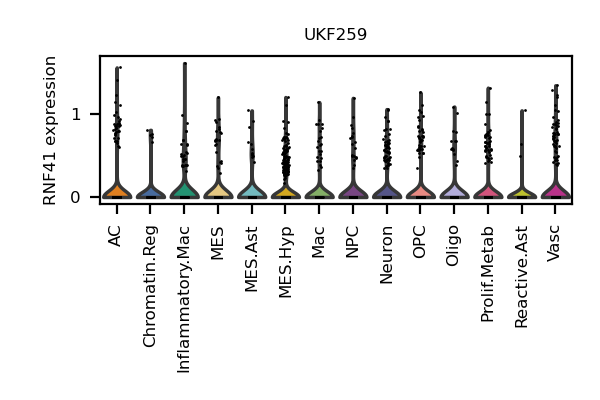 UKF259
RNF41 expression
1
0
AC
Chromatin.Reg
Inflammatory.Mac
MES
MES.Ast
MES.Hyp
Mac
NPC
Neuron
OPC
Oligo
Prolif.Metab
Reactive.Ast
Vasc